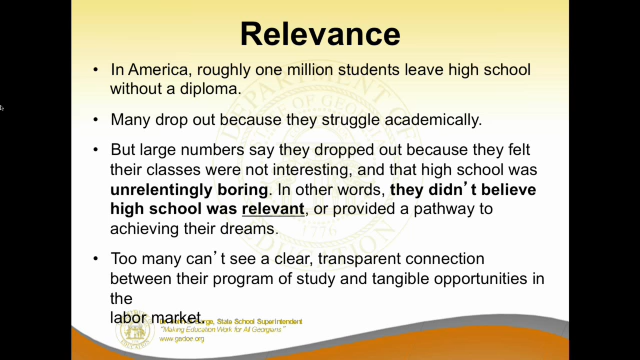 Relevance
• In America, roughly one million students leave high school
without a diploma.
• Many drop out because they struggle academically.
• But large numbers say they dropped out because they felt
their classes were not interesting, and that high school was
unrelentingly boring. In other words, they didn't believe
high school was relevant, or provided a pathway to
achieving their dreams.
• Too many can't see a clear, transparent connection
between their program of study and tangible opportunities in
the
labor market.
State School Superintendent
"Making Education Work for All Georgians"
www.gadoe.org